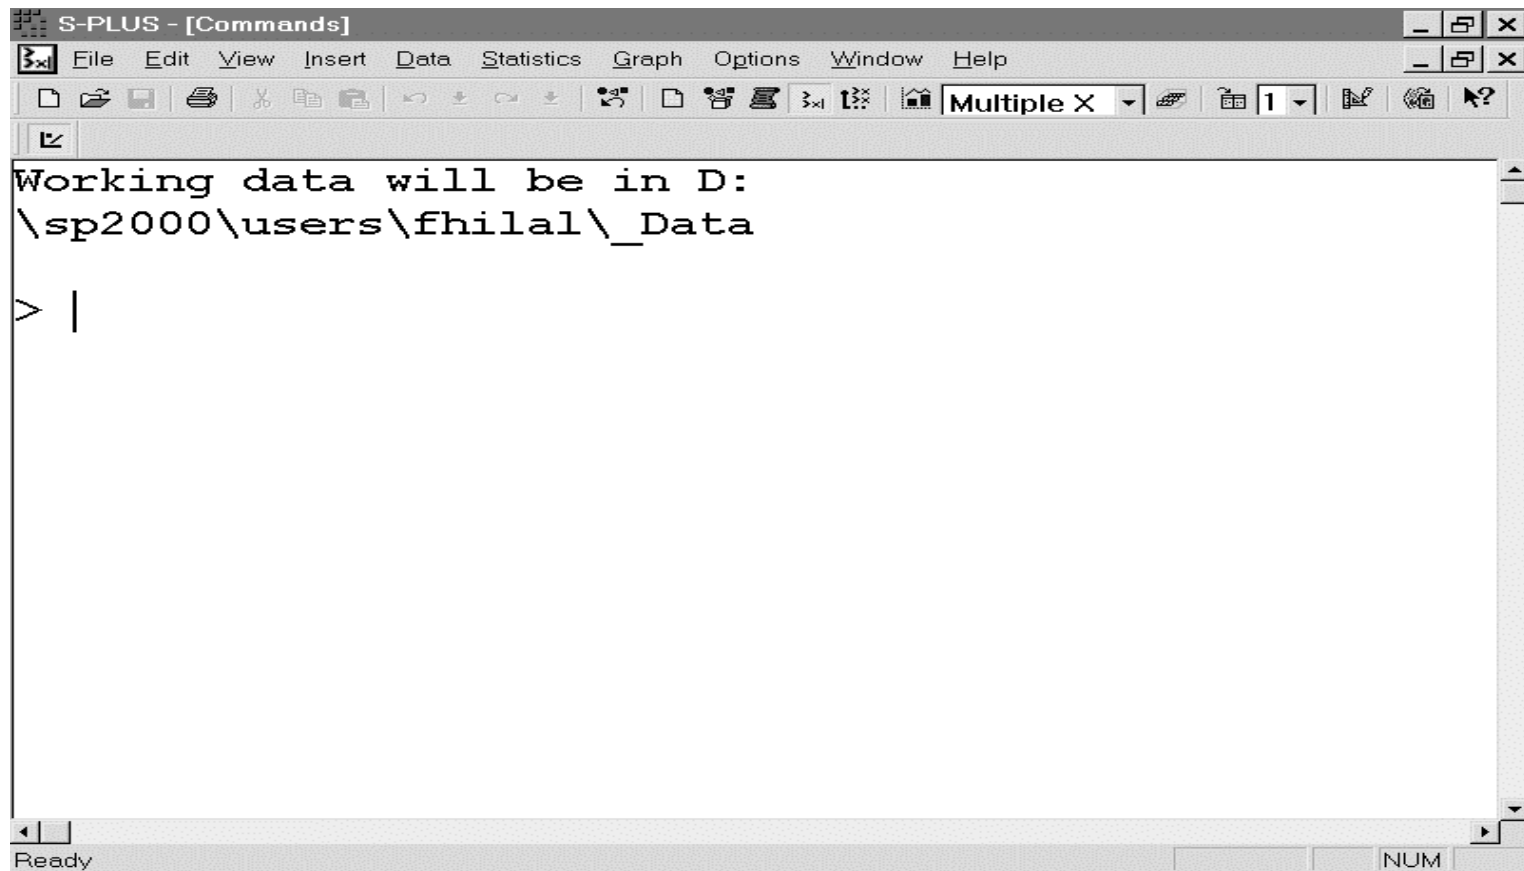 S-PLUS - [Commands]
File Edit View Insert Data Statistics Graph Options Window Help
Multiple X 1
Working data will be in D:
\sp2000\users\fhilal\_Data
>
Ready NUM